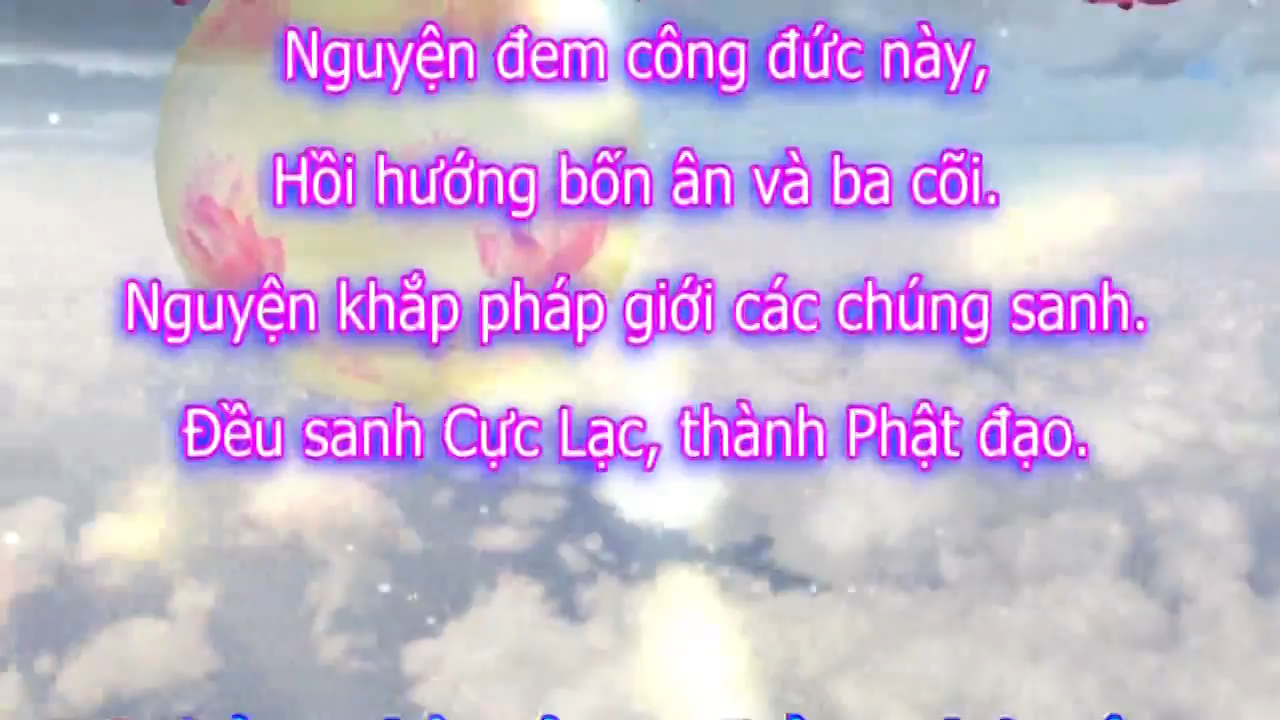 Nguyện đem công đức này,
Hồi hướng bốn ân và ba cõi.
Nguyện khắp pháp giới các chúng sanh.
Đều sanh Cực Lạc, thành Phật đạo.